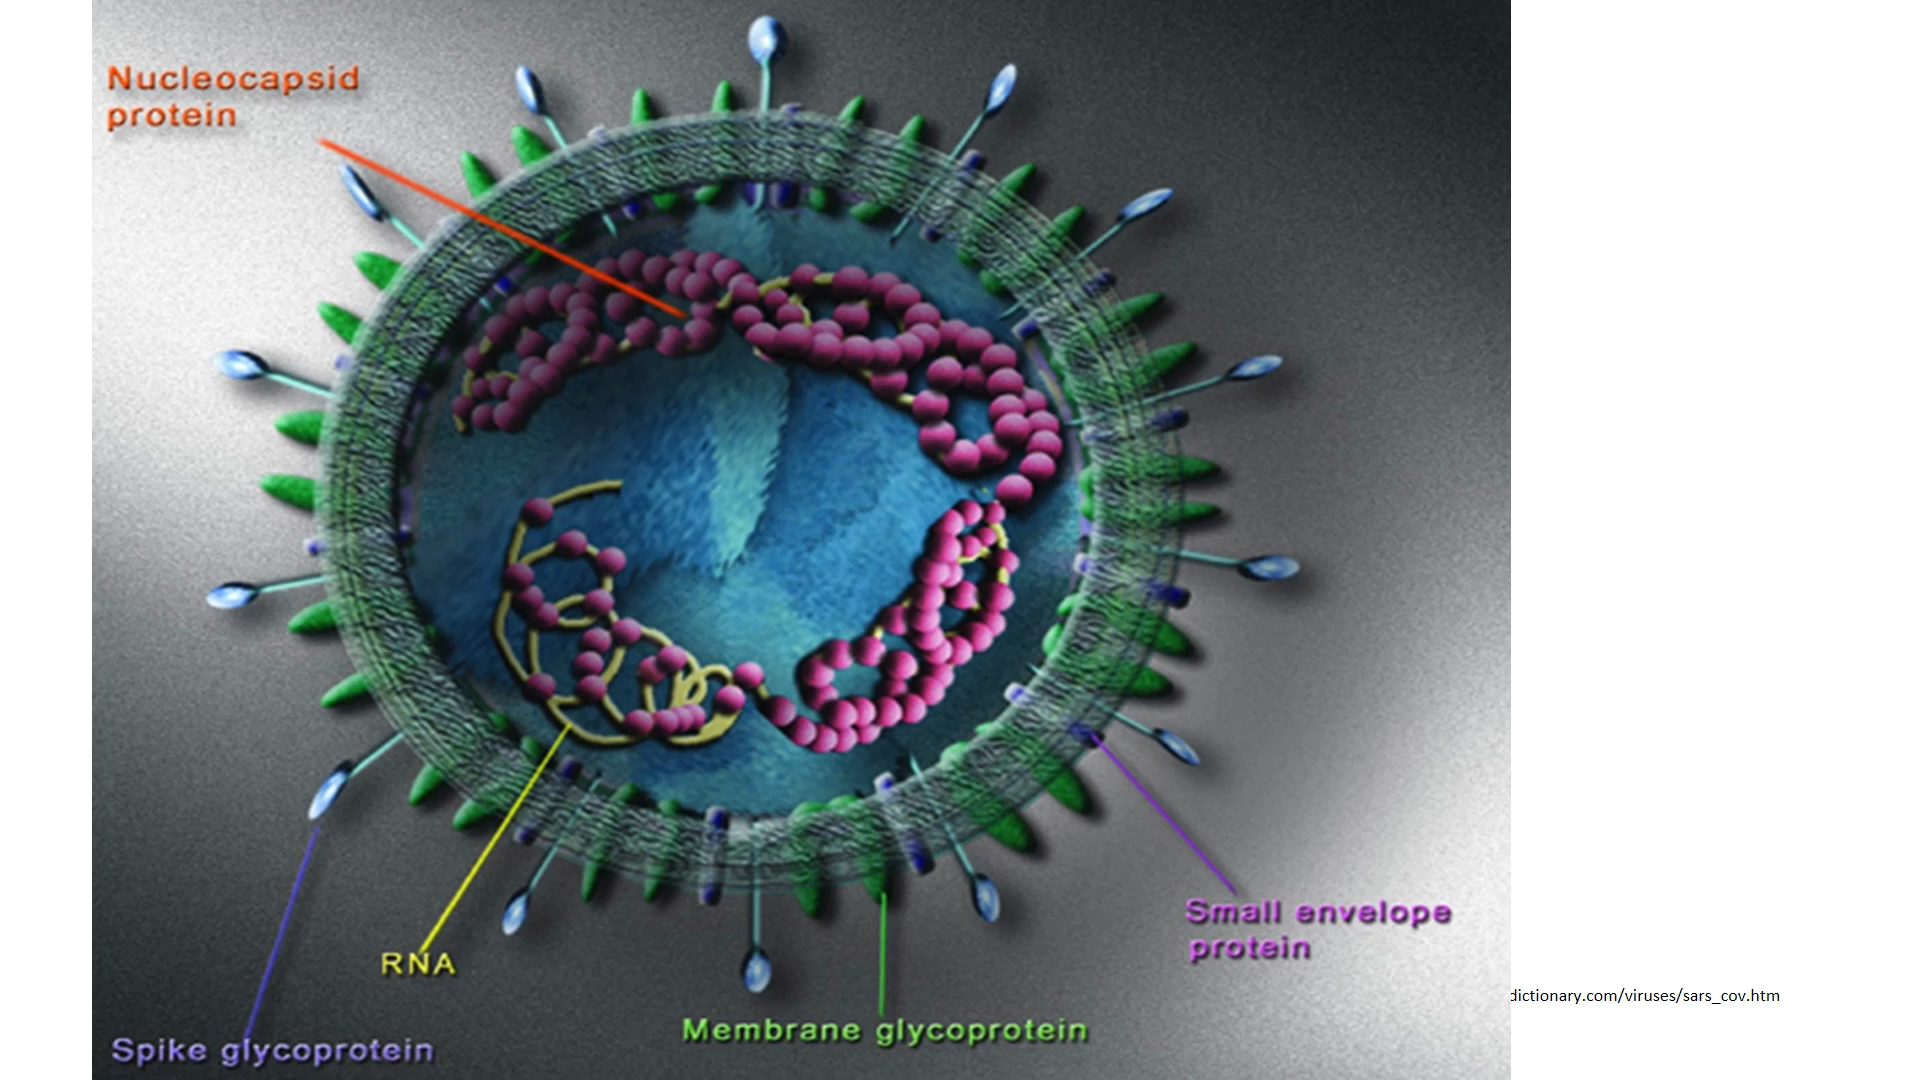 Nucleocapsid
protein
Small envelope
protein
RNA
dictionary.com/viruses/sars_cov.htm
Membrane glycoprotein
Spike glycoprotein